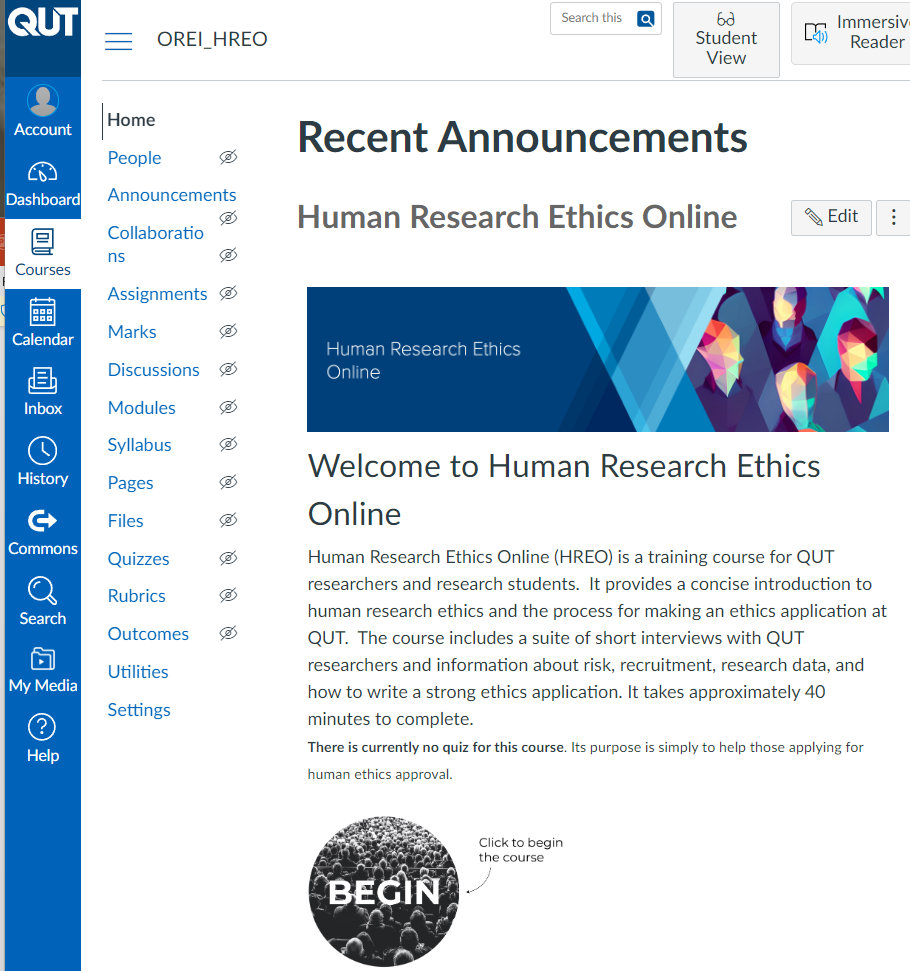 QUT
Account
Dashboard
Courses
Calendar
Inbox
History
Commons
Search
My Media
Help
OREI_HREO
Search this
Student
View
Immersive
Reader
Home
People
Announcements
Collaboratio
ns
Assignments
Marks
Discussions
Modules
Syllabus
Pages
Files
Quizzes
Rubrics
Outcomes
Utilities
Settings
Recent Announcements
Human Research Ethics Online
Edit
Human Research Ethics
Online
Welcome to Human Research Ethics
Online
Human Research Ethics Online (HREO) is a training course for QUT
researchers and research students.  It provides a concise introduction to
human research ethics and the process for making an ethics application at
QUT.  The course includes a suite of short interviews with QUT
researchers and information about risk, recruitment, research data, and
how to write a strong ethics application. It takes approximately 40
minutes to complete.
There is currently no quiz for this course. Its purpose is simply to help those applying for
human ethics approval.
BEGIN
Click to begin
the course